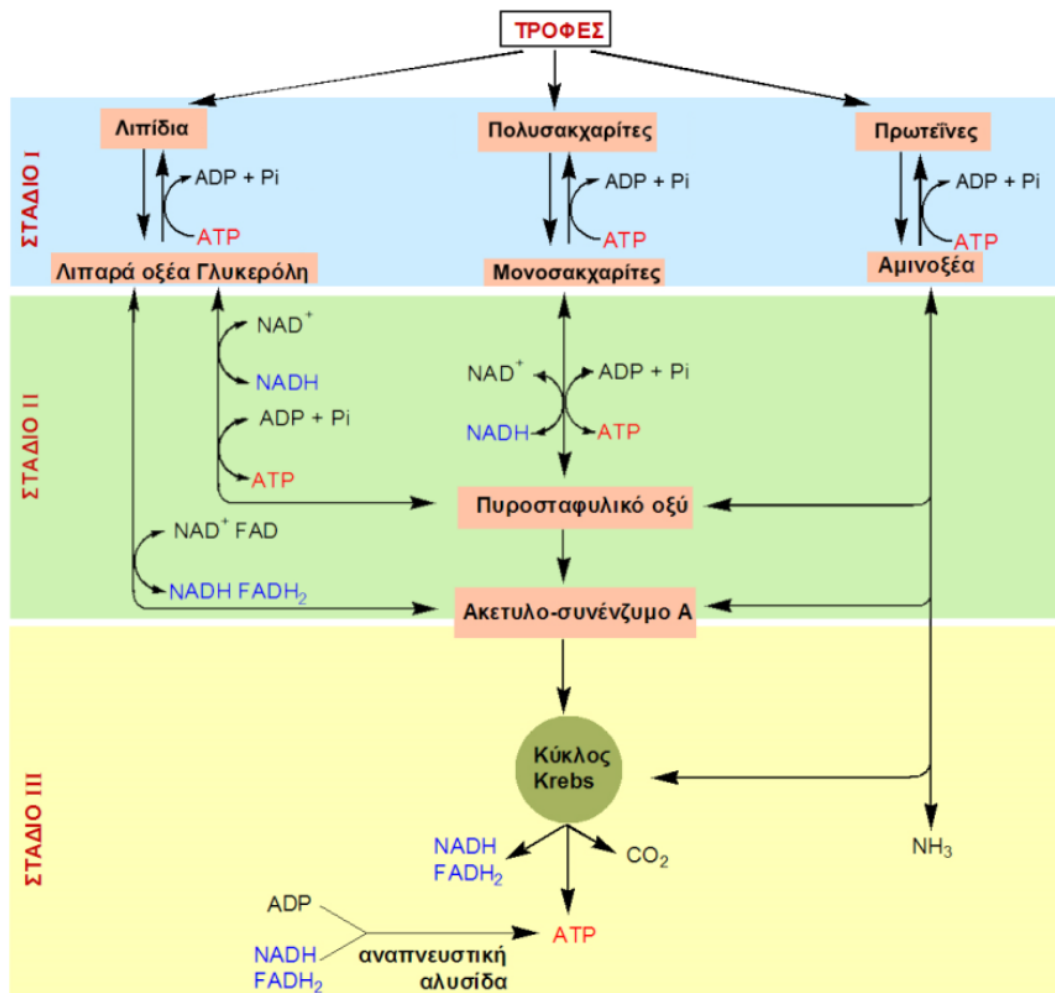 ΤΡΟΦΕΣ
ΣΤΑΔΙΟ I
Λιπίδια
Πολυσακχαρίτες
Πρωτεΐνες
ADP + Pi
ATP
ADP + Pi
ATP
ADP + Pi
ATP
Λιπαρά οξέα Γλυκερόλη
Μονοσακχαρίτες
Αμινοξέα
ΣΤΑΔΙΟ II
NAD⁺
NADH
ADP + Pi
ATP
NAD⁺
ADP + Pi
NADH
ATP
Πυροσταφυλικό οξύ
NAD⁺ FAD
NADH FADH₂
Ακετυλο-συνένζυμο Α
ΣΤΑΔΙΟ III
Κύκλος
Krebs
NADH
FADH₂
CO₂
NH₃
ADP
NADH
FADH₂
αναπνευστική
αλυσίδα
ATP